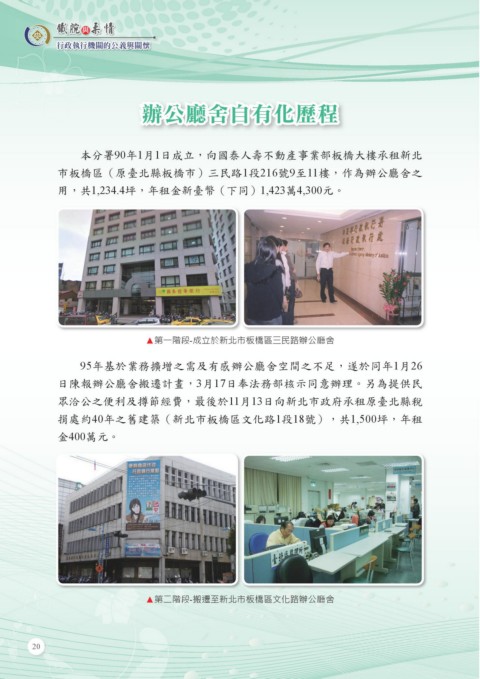 鐵腕與柔情
行政執行機關的公義與關懷
辦公廳舍自有化歷程
本分署90年1月1日成立，向國泰人壽不動產事業部板橋大樓承租新北
市板橋區（原臺北縣板橋市）三民路1段216號9至11樓，作為辦公廳舍之
用，共1,234.4坪，年租金新臺幣（下同）1,423萬4,300元。
▲第一階段-成立於新北市板橋區三民路辦公廳舍
95年基於業務擴增之需及有感辦公廳舍空間之不足，遂於同年1月26
日陳報辦公廳舍搬遷計畫，3月17日奉法務部核示同意辦理。另為提供民
眾洽公之便利及撙節經費，最後於11月13日向新北市政府承租原臺北縣稅
捐處約40年之舊建築（新北市板橋區文化路1段18號），共1,500坪，年租
金400萬元。
▲第二階段-搬遷至新北市板橋區文化路辦公廳舍
20